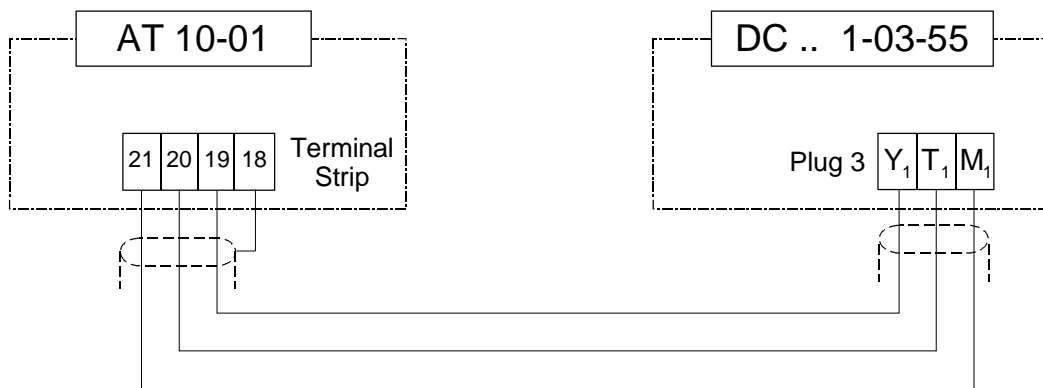 AT 10-01
DC .. 1-03-55
21 20 19 18
Terminal
Strip
Plug 3
Y1 T1 M1